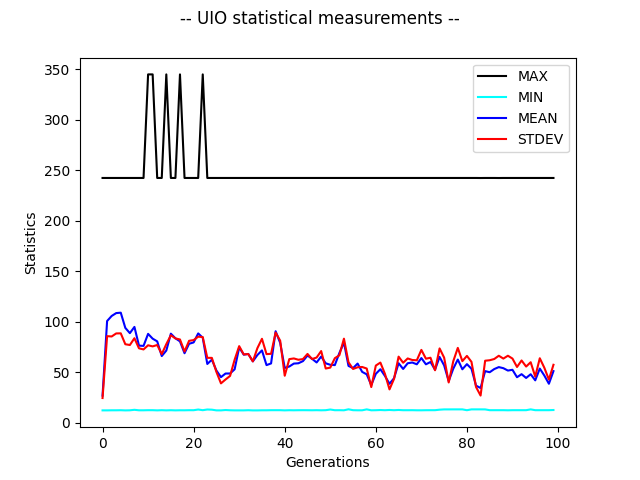 -- UIO statistical measurements --
350
300
250
200
150
100
50
0
Statistics
MAX
MIN
MEAN
STDEV
0
20
40
60
80
100
Generations